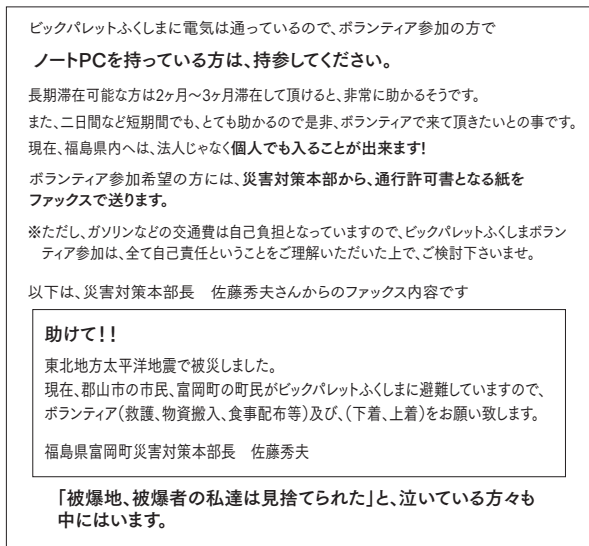 ビックパレットふくしまに電気は通っているので、ボランティア参加の方で
ノートPCを持っている方は、持参してください。
長期滞在可能な方は2ヶ月～3ヶ月滞在して頂けると、非常に助かるそうです。
また、二日間など短期間でも、とても助かるので是非、ボランティアで来て頂きたいとの事です。
現在、福島県内へは、法人じゃなく個人でも入ることが出来ます!
ボランティア参加希望の方には、災害対策本部から、通行許可書となる紙を
ファックスで送ります。
※ただし、ガソリンなどの交通費は自己負担となっていますので、ビックパレットふくしまボラン
ティア参加は、全て自己責任ということをご理解いただいた上で、ご検討下さいませ。
以下は、災害対策本部長　佐藤秀夫さんからのファックス内容です
助けて!!
東北地方太平洋地震で被災しました。
現在、郡山市の市民、富岡町の町民がビックパレットふくしまに避難していますので、
ボランティア(救護、物資搬入、食事配布等)及び、(下着、上着)をお願い致します。
福島県富岡町災害対策本部長　佐藤秀夫
「被爆地、被爆者の私達は見捨てられた」と、泣いている方々も
中にはいます。